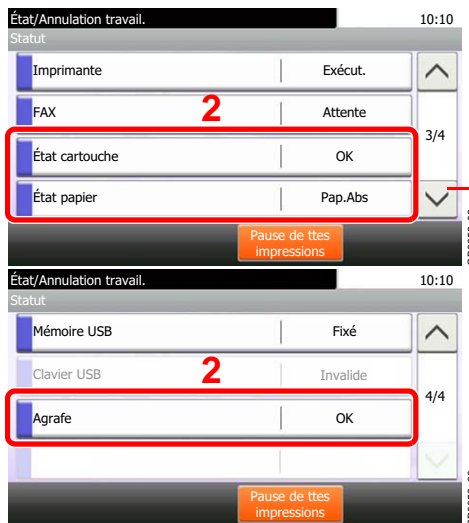 État/Annulation travail. 10:10
Statut
Imprimante Exécut.
FAX 2 Attente
3/4
État cartouche OK
État papier Pap.Abs
Pause de ttes
impressions
État/Annulation travail. 10:10
Statut
Mémoire USB Fixé
Clavier USB 2 Invalide
4/4
Agrafe OK
Pause de ttes
impressions